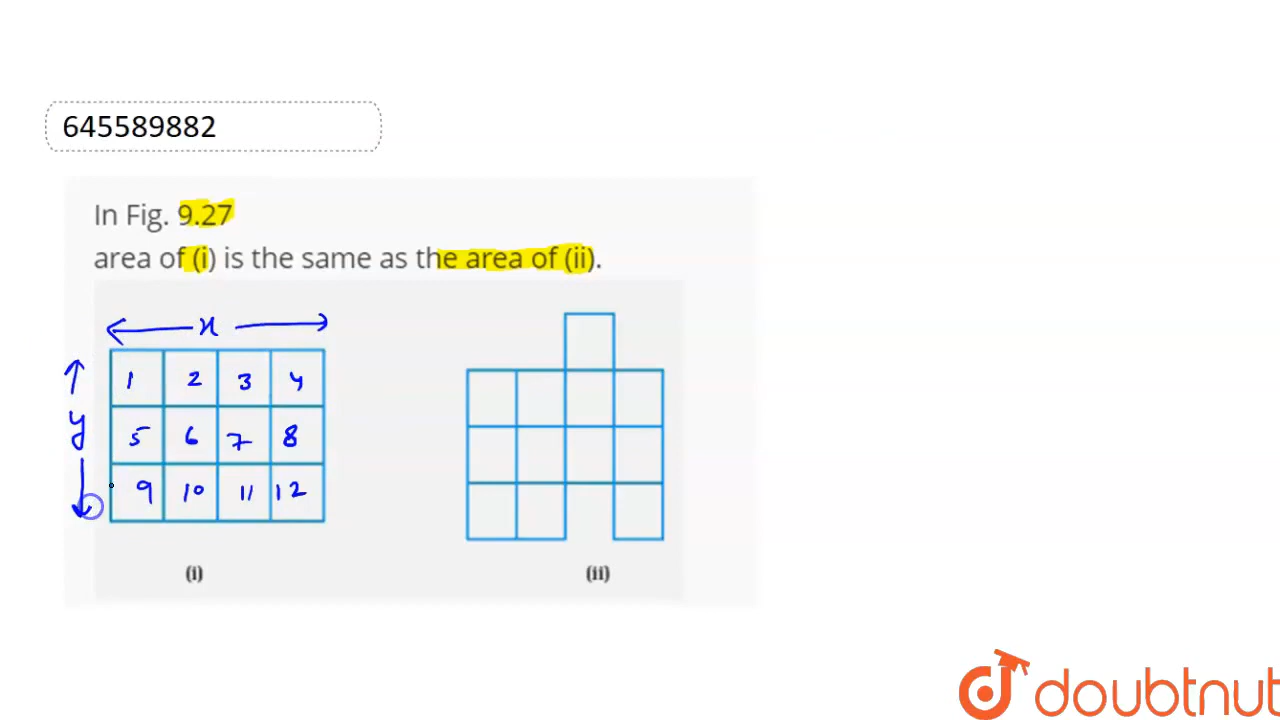 645589882
In Fig. 9.27
area of (i) is the same as the area of (ii).
x
y
1 2 3 4
5 6 7 8
9 10 11 12
(i) (ii)
doubtnut